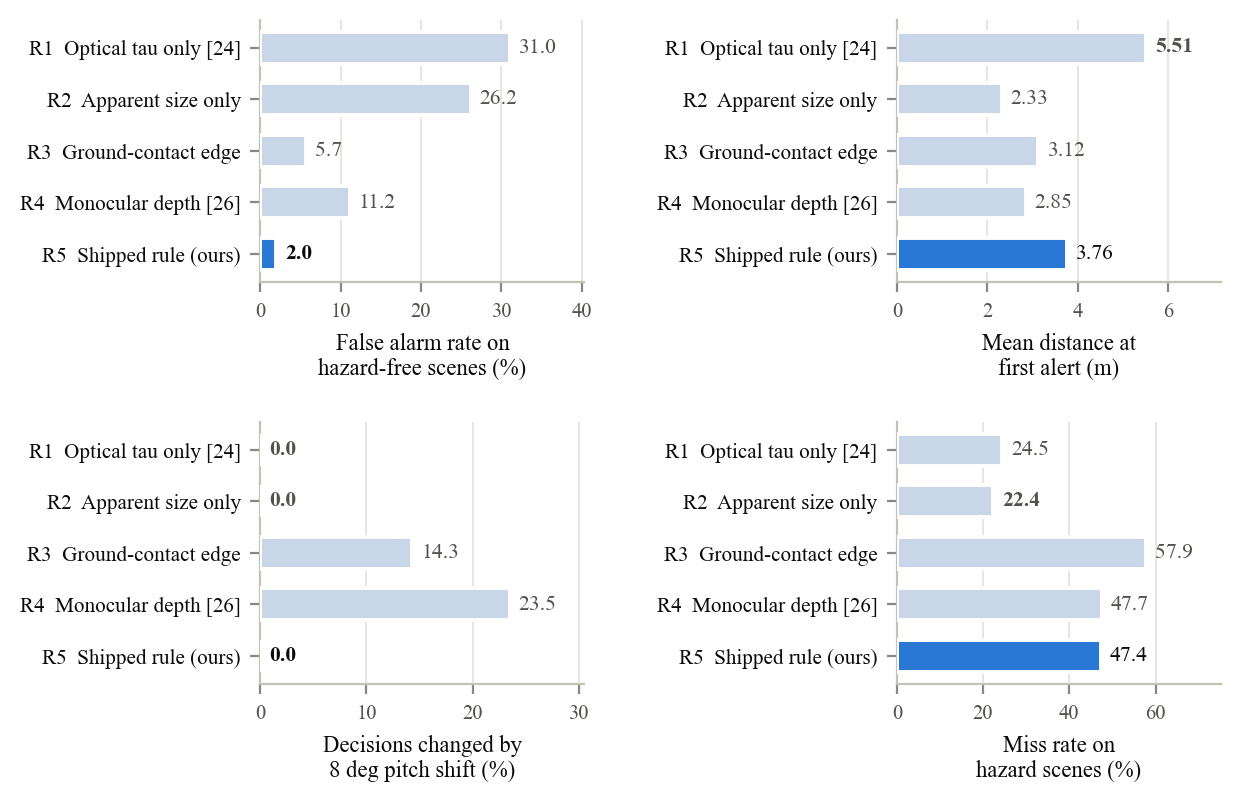 R1 Optical tau only [24] 31.0
R2 Apparent size only 26.2
R3 Ground-contact edge 5.7
R4 Monocular depth [26] 11.2
R5 Shipped rule (ours) 2.0
0 10 20 30 40
False alarm rate on
hazard-free scenes (%)
R1 Optical tau only [24] 5.51
R2 Apparent size only 2.33
R3 Ground-contact edge 3.12
R4 Monocular depth [26] 2.85
R5 Shipped rule (ours) 3.76
0 2 4 6
Mean distance at
first alert (m)
R1 Optical tau only [24] 0.0
R2 Apparent size only 0.0
R3 Ground-contact edge 14.3
R4 Monocular depth [26] 23.5
R5 Shipped rule (ours) 0.0
0 10 20 30
Decisions changed by
8 deg pitch shift (%)
R1 Optical tau only [24] 24.5
R2 Apparent size only 22.4
R3 Ground-contact edge 57.9
R4 Monocular depth [26] 47.7
R5 Shipped rule (ours) 47.4
0 20 40 60
Miss rate on
hazard scenes (%)